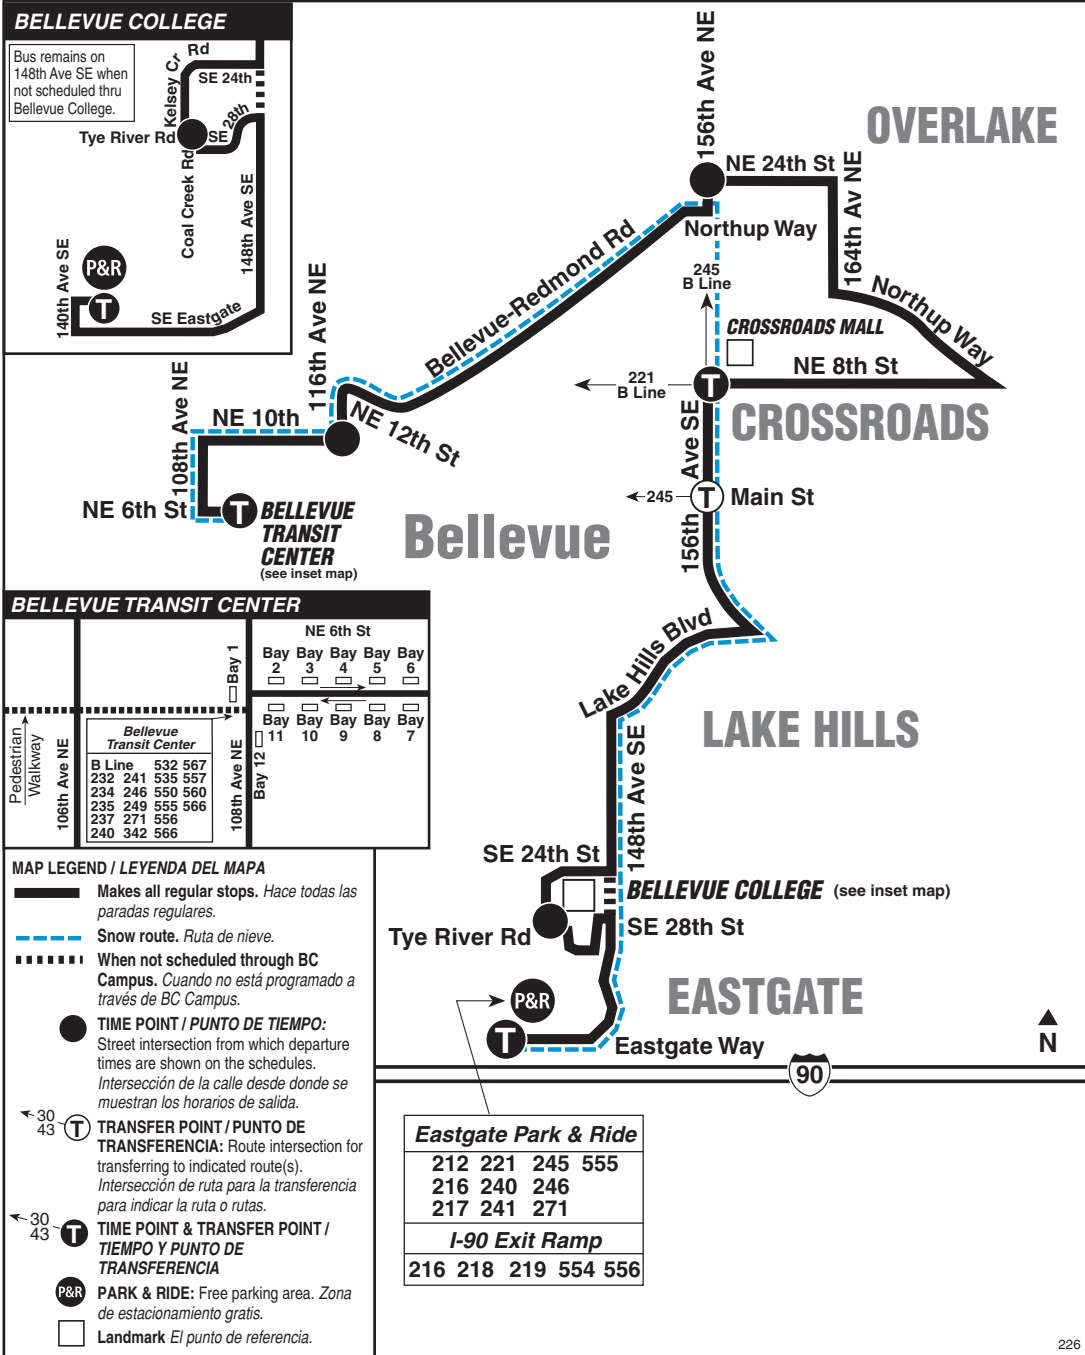 BELLEVUE COLLEGE
Bus remains on
148th Ave SE when
not scheduled thru
Bellevue College.
Kelsey Cr Rd
SE 24th
SE 28th
Tye River Rd
Coal Creek Rd
148th Ave SE
140th Ave SE
P&R
T
SE Eastgate
156th Ave NE
OVERLAKE
NE 24th St
164th Av NE
Northup Way
Bellevue-Redmond Rd
245
B Line
Northup Way
CROSSROADS MALL
116th Ave NE
NE 8th St
221
B Line
T
CROSSROADS
108th Ave NE
NE 10th
NE 12th St
156th Ave SE
245
T
Main St
NE 6th St
T
BELLEVUE
TRANSIT
CENTER
(see inset map)
Bellevue
Lake Hills Blvd
LAKE HILLS
148th Ave SE
SE 24th St
BELLEVUE COLLEGE (see inset map)
Tye River Rd
SE 28th St
P&R
EASTGATE
T
Eastgate Way
N
90
BELLEVUE TRANSIT CENTER
NE 6th St
Bay 1
Bay Bay Bay Bay Bay
2 3 4 5 6
Bay Bay Bay Bay Bay
11 10 9 8 7
Bay 12
Pedestrian
Walkway
106th Ave NE
108th Ave NE
Bellevue
Transit Center
B Line 532 567
232 241 535 557
234 246 550 560
235 249 555 566
237 271 556
240 342 566
MAP LEGEND / LEYENDA DEL MAPA
Makes all regular stops. Hace todas las
paradas regulares.
Snow route. Ruta de nieve.
When not scheduled through BC
Campus. Cuando no está programado a
través de BC Campus.
TIME POINT / PUNTO DE TIEMPO:
Street intersection from which departure
times are shown on the schedules.
Intersección de la calle desde donde se
muestran los horarios de salida.
30
43
T
TRANSFER POINT / PUNTO DE
TRANSFERENCIA: Route intersection for
transferring to indicated route(s).
Intersección de ruta para la transferencia
para indicar la ruta o rutas.
30
43
T
TIME POINT & TRANSFER POINT /
TIEMPO Y PUNTO DE
TRANSFERENCIA
P&R
PARK & RIDE: Free parking area. Zona
de estacionamiento gratis.
Landmark El punto de referencia.
Eastgate Park & Ride
212 221 245 555
216 240 246
217 241 271
I-90 Exit Ramp
216 218 219 554 556
226